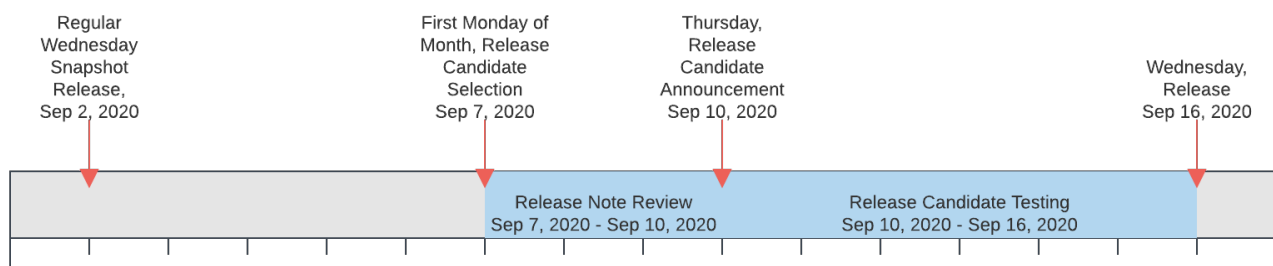 Regular
Wednesday
Snapshot
Release,
Sep 2, 2020
First Monday of
Month, Release
Candidate
Selection
Sep 7, 2020
Thursday,
Release
Candidate
Announcement
Sep 10, 2020
Wednesday,
Release
Sep 16, 2020
Release Note Review
Sep 7, 2020 - Sep 10, 2020
Release Candidate Testing
Sep 10, 2020 - Sep 16, 2020